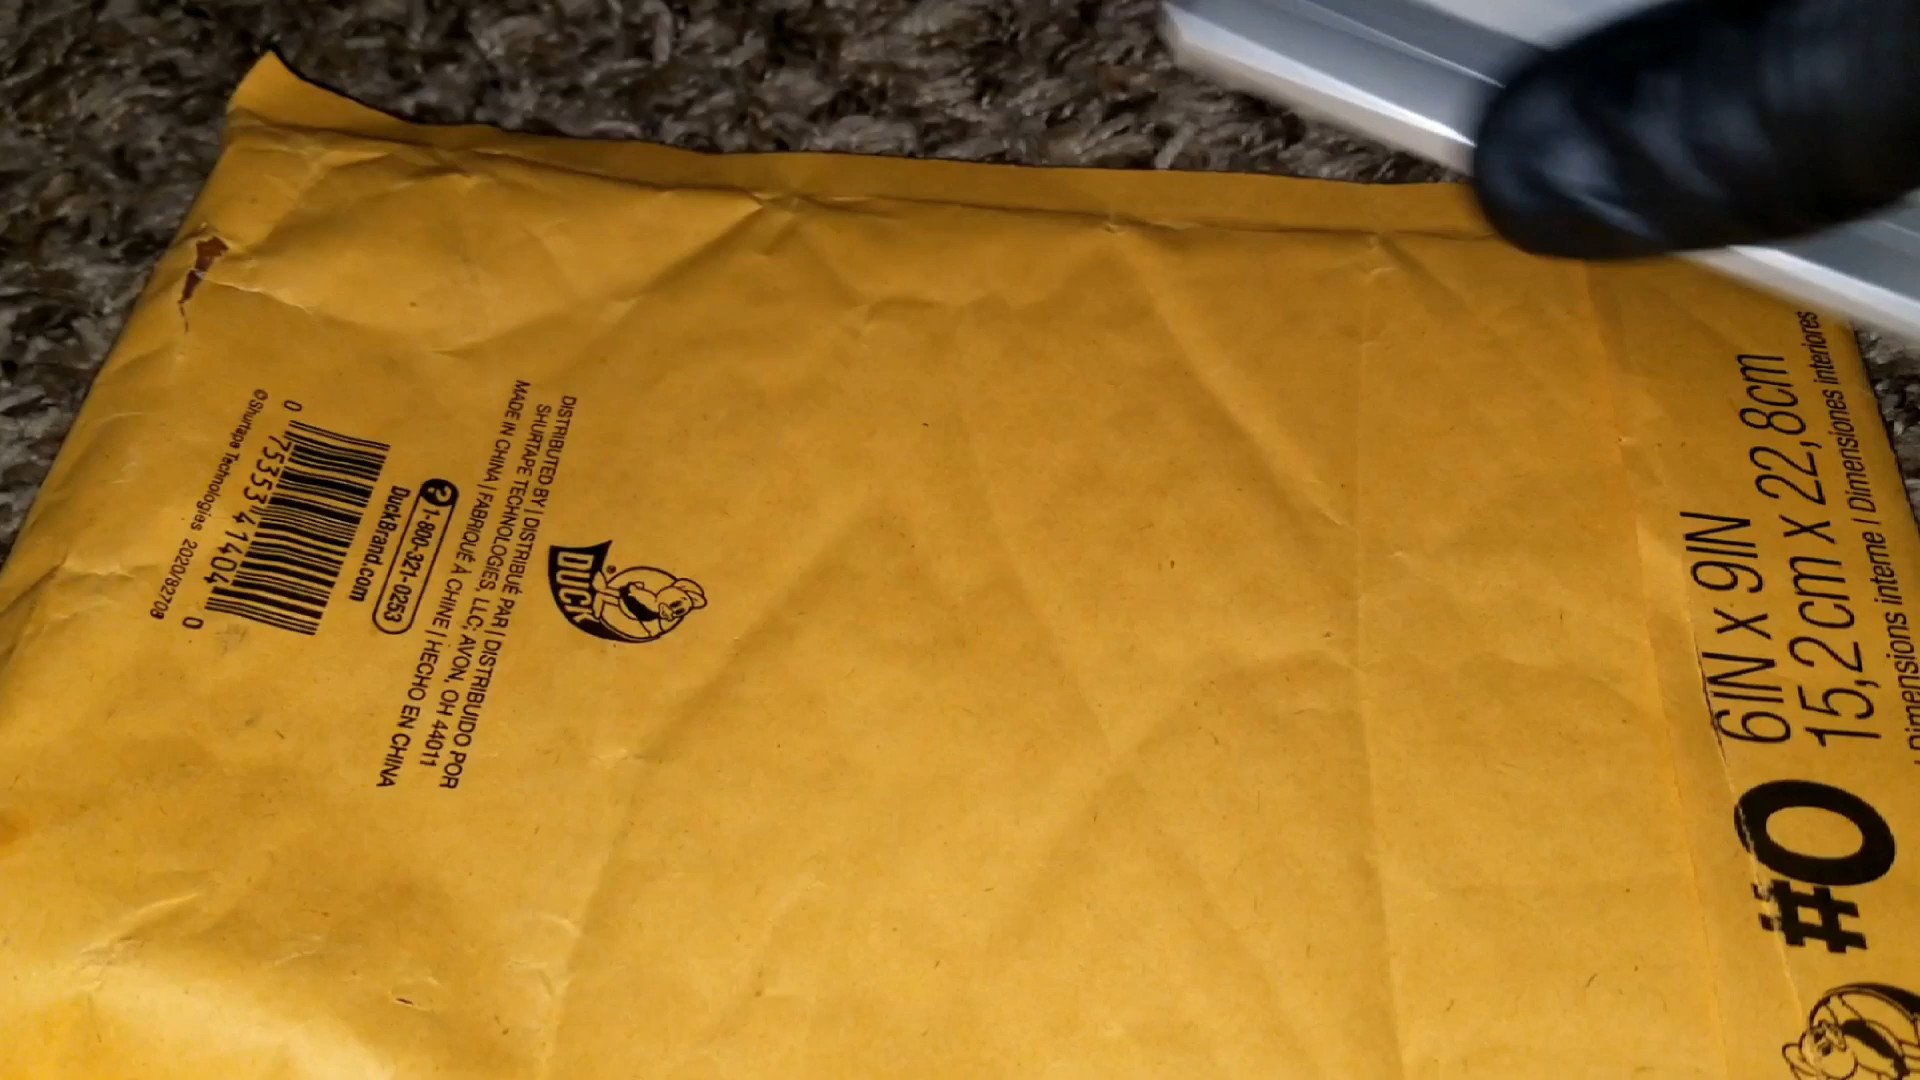 DUCK®
DISTRIBUTED BY | DISTRIBUÉ PAR | DISTRIBUIDO POR
SHURTAPE TECHNOLOGIES, LLC; AVON, OH 44011
MADE IN CHINA | FABRIQUÉ À CHINE | HECHO EN CHINA
1-800-321-0253
DuckBrand.com
0 75353 41404 0
©Shurtape Technologies 2020/82708
#0
6IN x 9IN
15,2cm x 22,8cm
Dimensions interne | Dimensiones interiores